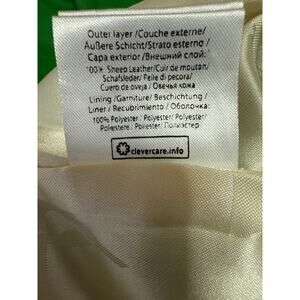 Outer layer/Couche externe/
Äußere Schicht/Strato esterno/
Capa exterior/Внешний слой:
100% Sheep Leather/Cuir de mouton/
Schafsleder/Pelle di pecora/
Cuero de oveja/Овечья кожа
Lining/Garniture/Beschichtung/
Liner/Recubrimiento/Оболочка:
100% Polyester/Polyester/Polyester/
Poliestere/Poliester/Полиэстер
clevercare.info